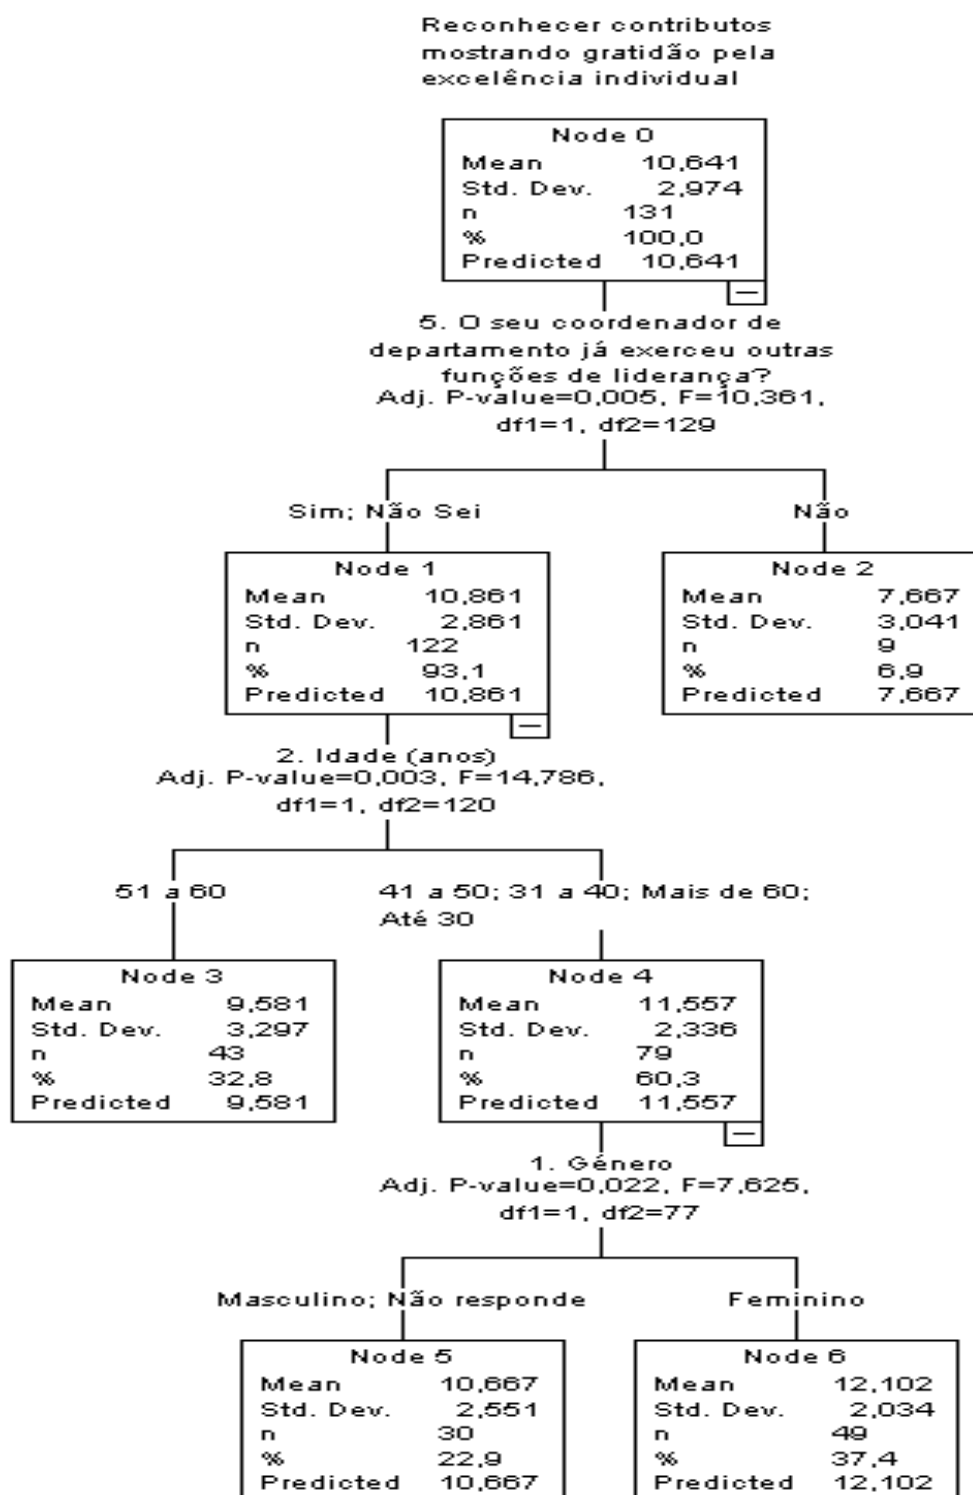 Reconhecer contributos
mostrando gratidão pela
excelência individual
Node 0
Mean 10,641
Std. Dev. 2,974
n 131
% 100,0
Predicted 10,641
5. O seu coordenador de
departamento já exerceu outras
funções de liderança?
Adj. P-value=0,005, F=10,361,
df1=1, df2=129
Sim; Não Sei
Não
Node 1
Mean 10,861
Std. Dev. 2,861
n 122
% 93,1
Predicted 10,861
Node 2
Mean 7,667
Std. Dev. 3,041
n 9
% 6,9
Predicted 7,667
2. Idade (anos)
Adj. P-value=0,003, F=14,786,
df1=1, df2=120
51 a 60
41 a 50; 31 a 40; Mais de 60;
Até 30
Node 3
Mean 9,581
Std. Dev. 3,297
n 43
% 32,8
Predicted 9,581
Node 4
Mean 11,557
Std. Dev. 2,336
n 79
% 60,3
Predicted 11,557
1. Género
Adj. P-value=0,022, F=7,625,
df1=1, df2=77
Masculino; Não responde
Feminino
Node 5
Mean 10,667
Std. Dev. 2,551
n 30
% 22,9
Predicted 10,667
Node 6
Mean 12,102
Std. Dev. 2,034
n 49
% 37,4
Predicted 12,102